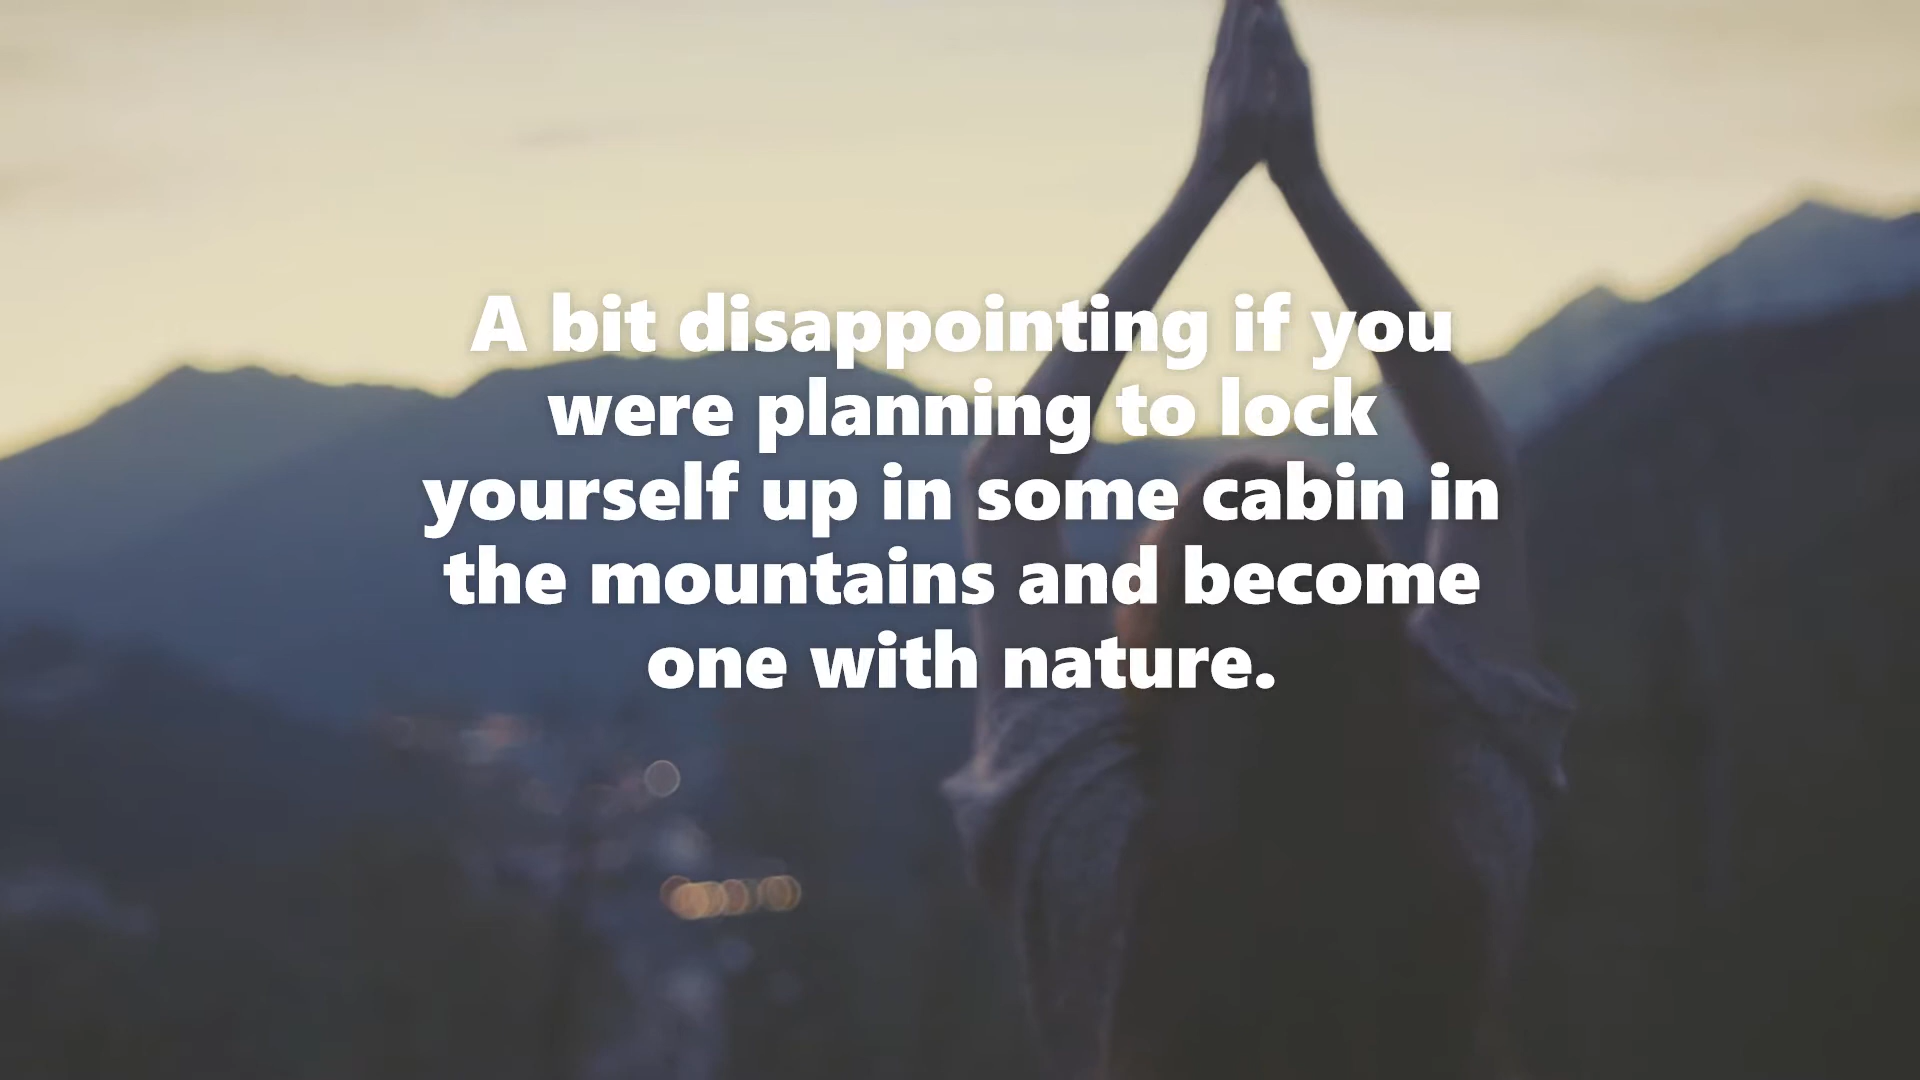 A bit disappointing if you
were planning to lock
yourself up in some cabin in
the mountains and become
one with nature.